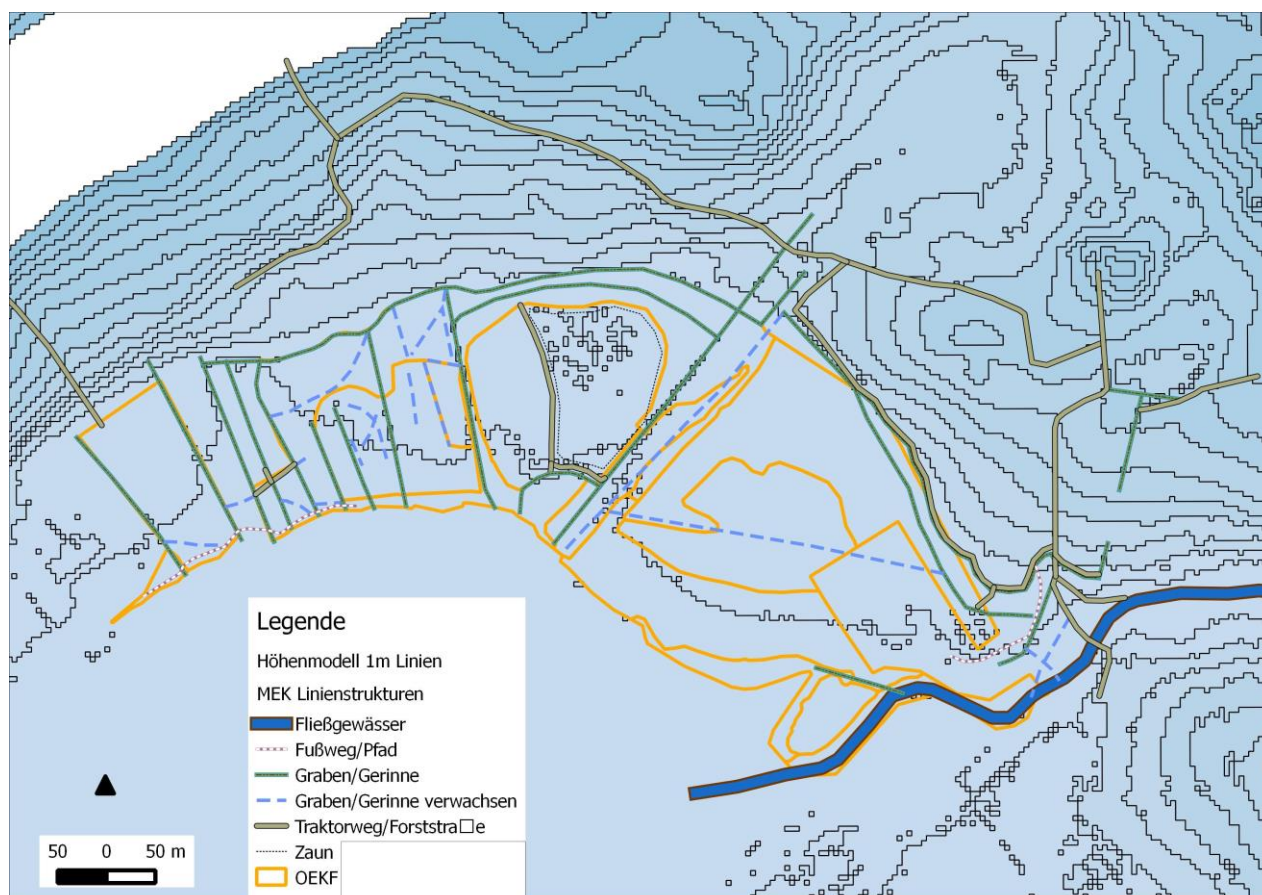 Legende
Höhenmodell 1m Linien
MEK Linienstrukturen
Fließgewässer
Fußweg/Pfad
Graben/Gerinne
Graben/Gerinne verwachsen
Traktorweg/Forststra□e
Zaun
OEKF
50 0 50 m